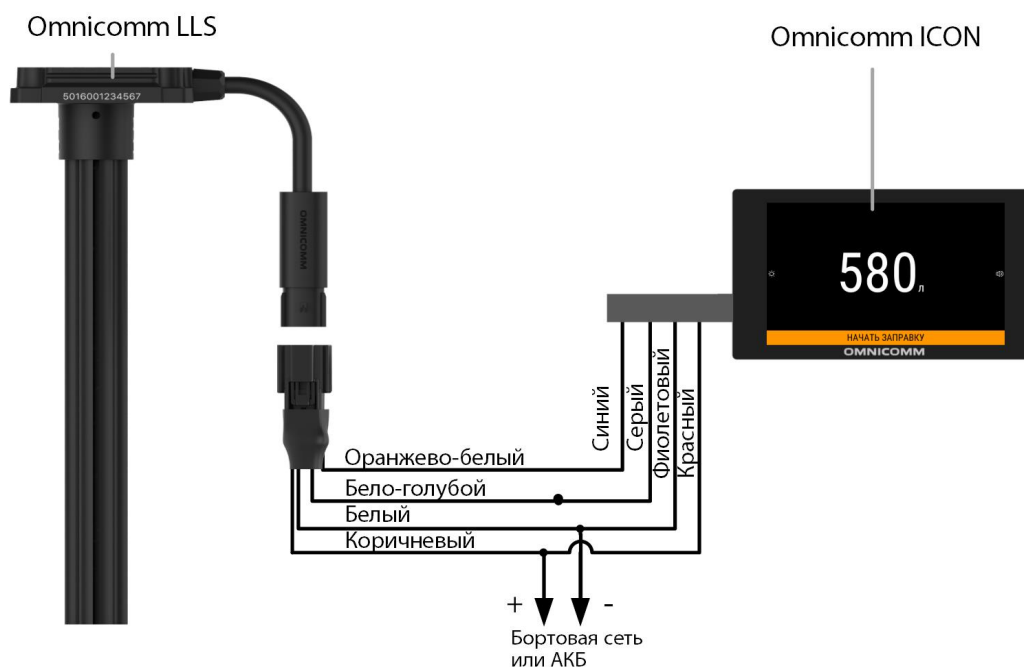 Omnicomm LLS
Omnicomm ICON
5016001234567
OMNICOMM
580л
НАЧАТЬ ЗАПРАВКУ
OMNICOMM
Синий
Серый
Фиолетовый
Красный
Оранжево-белый
Бело-голубой
Белый
Коричневый
+ -
Бортовая сеть
или АКБ